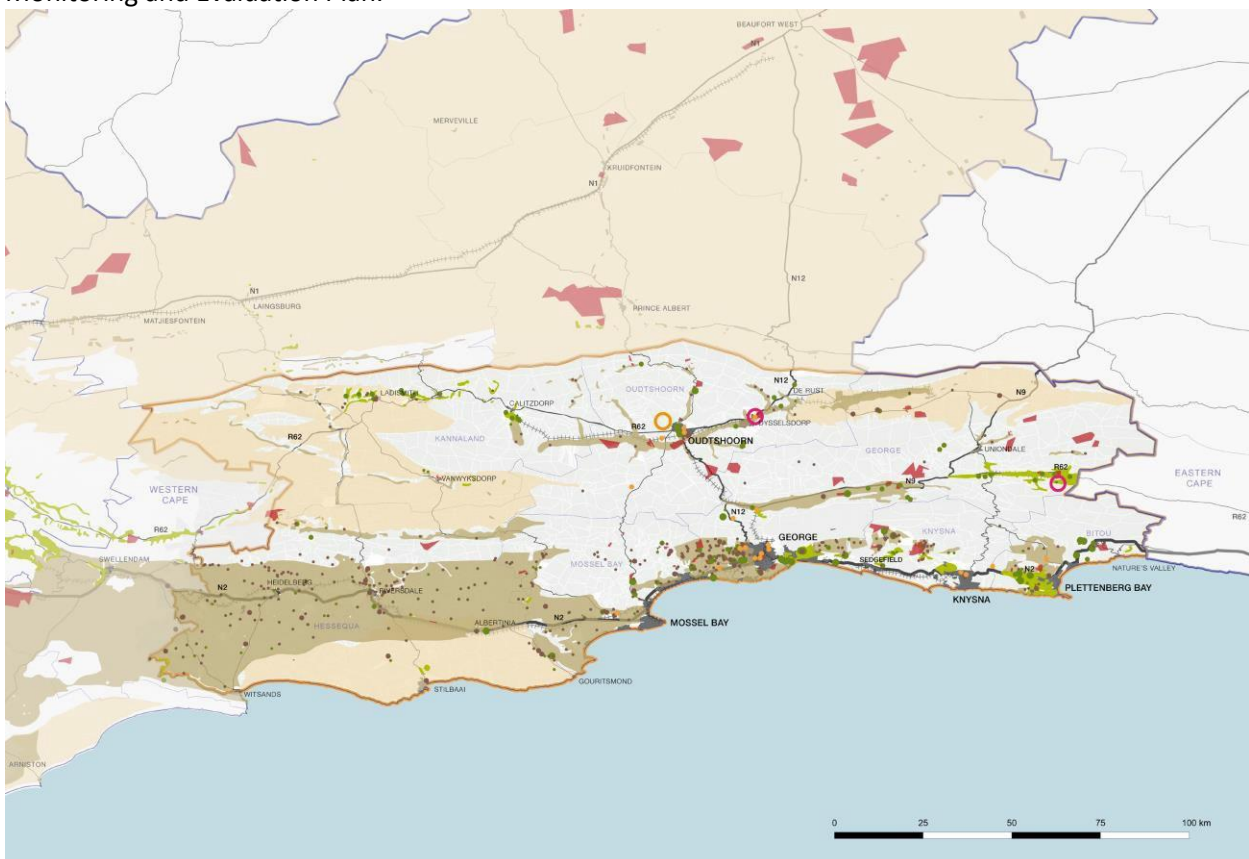 Monitoring and Evaluation Plan.
BEAUFORT WEST
N1
MERVEVILLE
KRUIDFONTEIN
N1
N12
N1
LAINGSBURG
MATJIESFONTEIN
PRINCE ALBERT
N12
DE RUST
N9
OUDTSHOORN
LADISMITH
CALITZDORP
R62
DYSSELSDORP
R62
KANNALAND
OUDTSHOORN
GEORGE
UNIONDALE
R62
EASTERN
CAPE
VANWYKSDORP
N9
WESTERN
CAPE
R62
N12
R62
KNYSNA
GEORGE
BITOU
SWELLENDAM
SEDGEFIELD
MOSSEL BAY
NATURE'S VALLEY
N2
HEIDELBERG
N2
RIVERSDALE
PLETTENBERG BAY
KNYSNA
HESSEQUA
ALBERTINIA
N2
MOSSEL BAY
GOURITSMOND
WITSANDS
STILBAAI
ARNISTON
0 25 50 75 100 km